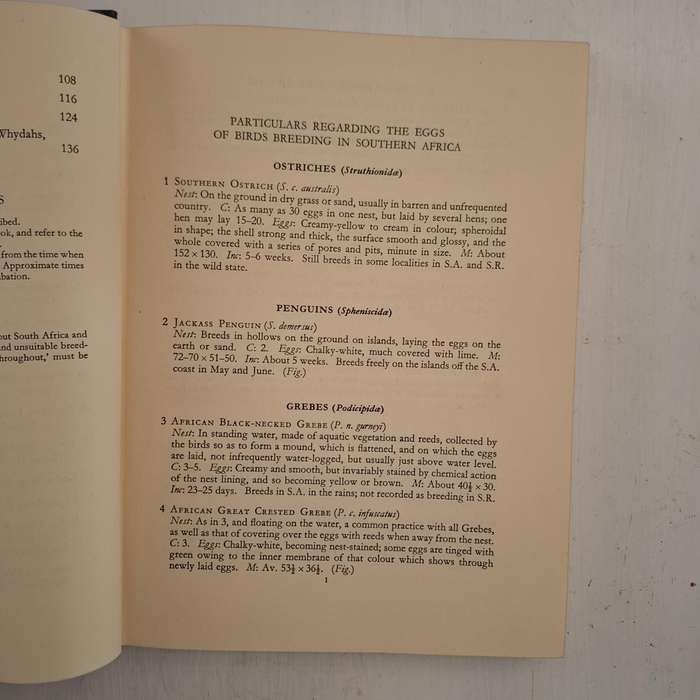 108
116
124
Whydahs,
136
S
ribed.
ook, and refer to the
from the time when
Approximate times
bation.
out South Africa and
nd unsuitable breed-
throughout,' must be
PARTICULARS REGARDING THE EGGS
OF BIRDS BREEDING IN SOUTHERN AFRICA
OSTRICHES (Struthionidæ)
1 SOUTHERN OSTRICH (S. c. australis)
Nest: On the ground in dry grass or sand, usually in barren and unfrequented
country. C: As many as 30 eggs in one nest, but laid by several hens; one
hen may lay 15–20. Eggs: Creamy-yellow to cream in colour; spheroidal
in shape; the shell strong and thick, the surface smooth and glossy, and the
whole covered with a series of pores and pits, minute in size. M: About
152 × 130. Inc: 5–6 weeks. Still breeds in some localities in S.A. and S.R.
in the wild state.
PENGUINS (Spheniscidæ)
2 JACKASS PENGUIN (S. demersus)
Nest: Breeds in hollows on the ground on islands, laying the eggs on the
earth or sand. C: 2. Eggs: Chalky-white, much covered with lime. M:
72–70 × 51–50. Inc: About 5 weeks. Breeds freely on the islands off the S.A.
coast in May and June. (Fig.)
GREBES (Podicipidæ)
3 AFRICAN BLACK-NECKED GREBE (P. n. gurneyi)
Nest: In standing water, made of aquatic vegetation and reeds, collected by
the birds so as to form a mound, which is flattened, and on which the eggs
are laid, not infrequently water-logged, but usually just above water level.
C: 3–5. Eggs: Creamy and smooth, but invariably stained by chemical action
of the nest lining, and so becoming yellow or brown. M: About 40½ × 30.
Inc: 23–25 days. Breeds in S.A. in the rains; not recorded as breeding in S.R.
4 AFRICAN GREAT CRESTED GREBE (P. c. infuscatus)
Nest: As in 3, and floating on the water, a common practice with all Grebes,
as well as that of covering over the eggs with reeds when away from the nest.
C: 3. Eggs: Chalky-white, becoming nest-stained; some eggs are tinged with
green owing to the inner membrane of that colour which shows through
newly laid eggs. M: Av. 53½ × 36½. (Fig.)
1